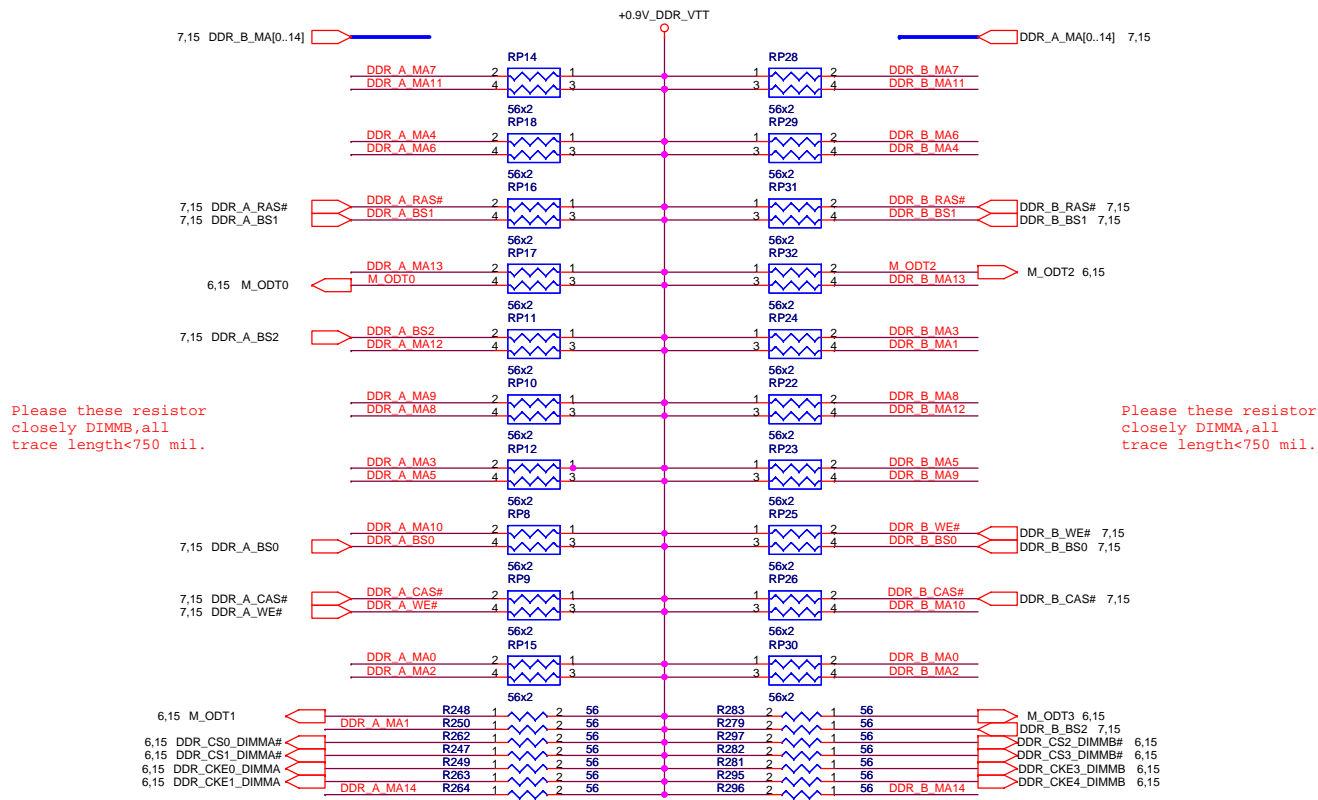 +0.9V_DDR_VTT
7,15 DDR_B_MA[0..14] DDR_A_MA[0..14] 7,15
RP14 RP28
DDR_A_MA7 2 1 1 2 DDR_B_MA7
DDR_A_MA11 4 3 3 4 DDR_B_MA11
56x2 56x2
RP18 RP29
DDR_A_MA4 2 1 1 2 DDR_B_MA6
DDR_A_MA6 4 3 3 4 DDR_B_MA4
56x2 56x2
RP16 RP31
7,15 DDR_A_RAS# DDR_A_RAS# 2 1 1 2 DDR_B_RAS# DDR_B_RAS# 7,15
7,15 DDR_A_BS1 DDR_A_BS1 4 3 3 4 DDR_B_BS1 DDR_B_BS1 7,15
56x2 56x2
RP17 RP32
DDR_A_MA13 2 1 1 2 M_ODT2 M_ODT2 6,15
6,15 M_ODT0 M_ODT0 4 3 3 4 DDR_B_MA13
56x2 56x2
RP11 RP24
7,15 DDR_A_BS2 DDR_A_BS2 2 1 1 2 DDR_B_MA3
DDR_A_MA12 4 3 3 4 DDR_B_MA1
56x2 56x2
RP10 RP22
DDR_A_MA9 2 1 1 2 DDR_B_MA8
DDR_A_MA8 4 3 3 4 DDR_B_MA12
Please these resistor
closely DIMMB,all
trace length<750 mil.
Please these resistor
closely DIMMA,all
trace length<750 mil.
56x2 56x2
RP12 RP23
DDR_A_MA3 2 1 1 2 DDR_B_MA5
DDR_A_MA5 4 3 3 4 DDR_B_MA9
56x2 56x2
RP8 RP25
DDR_A_MA10 2 1 1 2 DDR_B_WE# DDR_B_WE# 7,15
7,15 DDR_A_BS0 DDR_A_BS0 4 3 3 4 DDR_B_BS0 DDR_B_BS0 7,15
56x2 56x2
RP9 RP26
7,15 DDR_A_CAS# DDR_A_CAS# 2 1 1 2 DDR_B_CAS# DDR_B_CAS# 7,15
7,15 DDR_A_WE# DDR_A_WE# 4 3 3 4 DDR_B_MA10
56x2 56x2
RP15 RP30
DDR_A_MA0 2 1 1 2 DDR_B_MA0
DDR_A_MA2 4 3 3 4 DDR_B_MA2
56x2 56x2
6,15 M_ODT1 R248 1 2 56 R283 2 1 56 M_ODT3 6,15
DDR_A_MA1 R250 1 2 56 R279 2 1 56 DDR_B_BS2 7,15
6,15 DDR_CS0_DIMMA# R262 1 2 56 R297 2 1 56 DDR_CS2_DIMMB# 6,15
6,15 DDR_CS1_DIMMA# R247 1 2 56 R282 2 1 56 DDR_CS3_DIMMB# 6,15
6,15 DDR_CKE0_DIMMA R249 1 2 56 R281 2 1 56 DDR_CKE3_DIMMB 6,15
6,15 DDR_CKE1_DIMMA R263 1 2 56 R295 2 1 56 DDR_CKE4_DIMMB 6,15
DDR_A_MA14 R264 1 2 56 R296 2 1 56 DDR_B_MA14